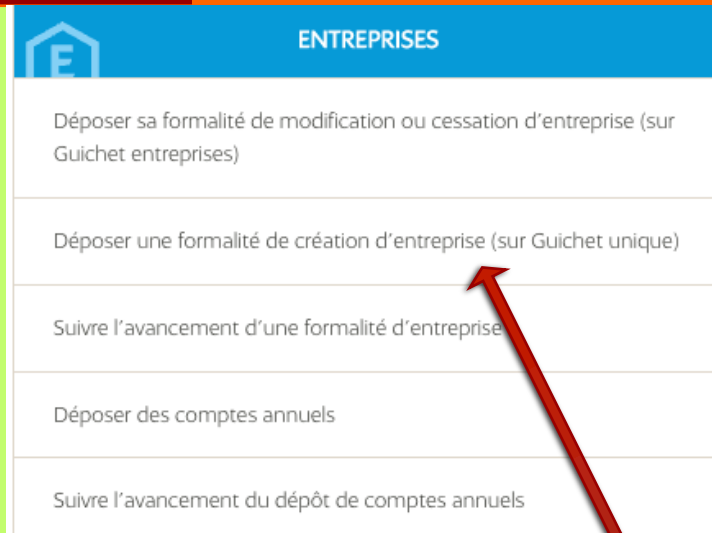 E
ENTREPRISES
Déposer sa formalité de modification ou cessation d'entreprise (sur
Guichet entreprises)
Déposer une formalité de création d'entreprise (sur Guichet unique)
Suivre l'avancement d'une formalité d'entreprise
Déposer des comptes annuels
Suivre l'avancement du dépôt de comptes annuels